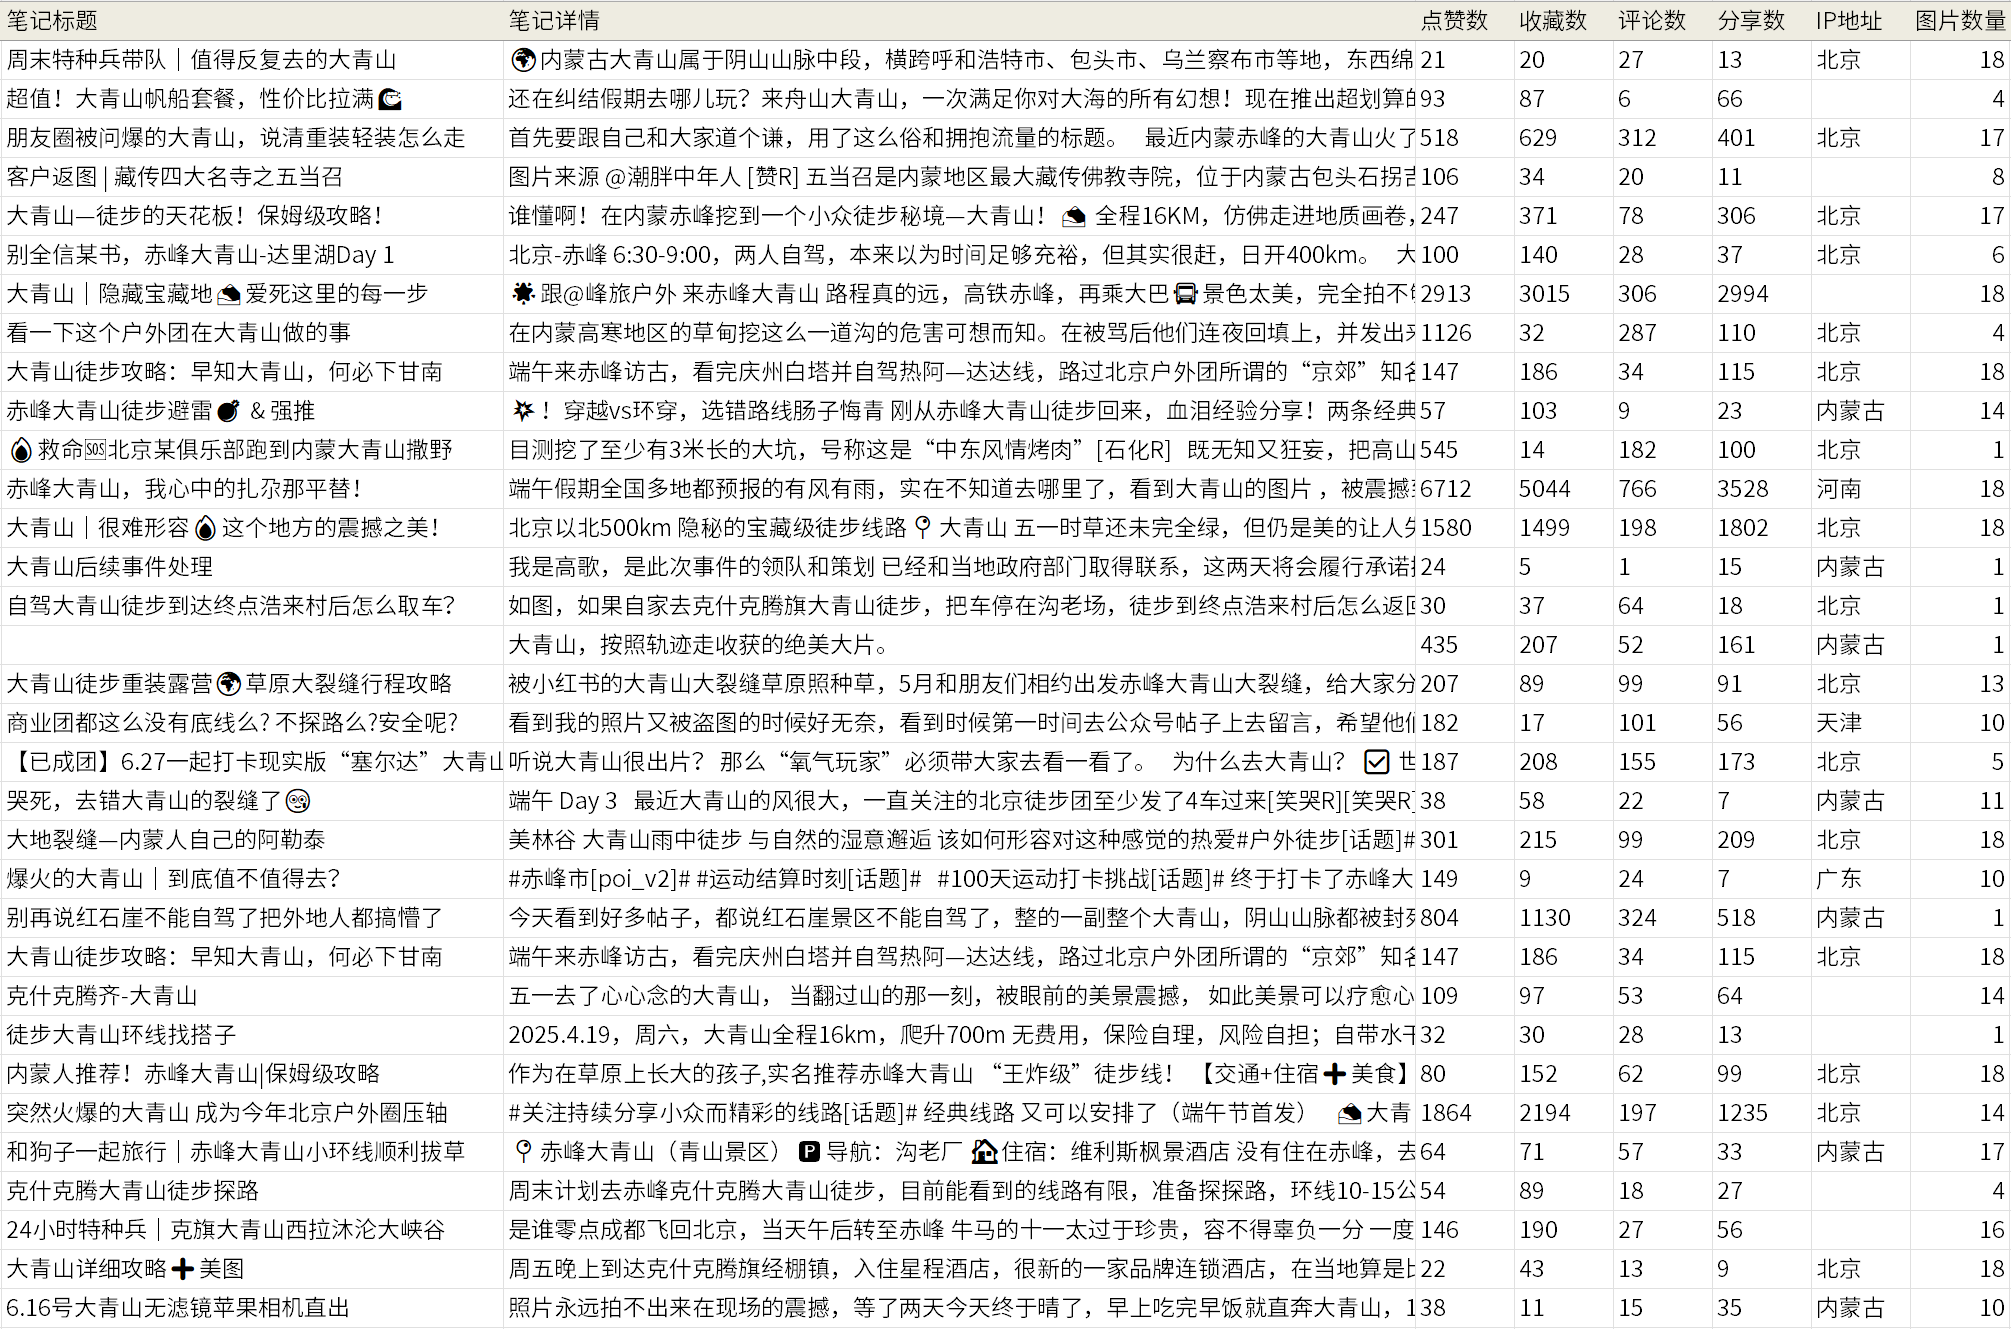 笔记标题 笔记详情 点赞数 收藏数 评论数 分享数 IP地址 图片数量
周末特种兵带队｜值得反复去的大青山 🌍内蒙古大青山属于阴山山脉中段，横跨呼和浩特市、包头市、乌兰察布市等地，东西绵 21 20 27 13 北京 18
超值！大青山帆船套餐，性价比拉满🌊 还在纠结假期去哪儿玩？来舟山大青山，一次满足你对大海的所有幻想！现在推出超划算的 93 87 6 66 4
朋友圈被问爆的大青山，说清重装轻装怎么走 首先要跟自己和大家道个谦，用了这么俗和拥抱流量的标题。 最近内蒙赤峰的大青山火了 518 629 312 401 北京 17
客户返图 | 藏传四大名寺之五当召 图片来源 @潮胖中年人 [赞R] 五当召是内蒙地区最大藏传佛教寺院，位于内蒙古包头石拐吉 106 34 20 11 8
大青山—徒步的天花板！保姆级攻略！ 谁懂啊！在内蒙赤峰挖到一个小众徒步秘境—大青山！🏔 全程16KM，仿佛走进地质画卷， 247 371 78 306 北京 17
别全信某书，赤峰大青山-达里湖Day 1 北京-赤峰 6:30-9:00，两人自驾，本来以为时间足够充裕，但其实很赶，日开400km。 大 100 140 28 37 北京 6
大青山｜隐藏宝藏地🏔爱死这里的每一步 🌟跟@峰旅户外 来赤峰大青山 路程真的远，高铁赤峰，再乘大巴🚌景色太美，完全拍不够 2913 3015 306 2994 18
看一下这个户外团在大青山做的事 在内蒙高寒地区的草甸挖这么一道沟的危害可想而知。在被骂后他们连夜回填上，并发出来 1126 32 287 110 北京 4
大青山徒步攻略：早知大青山，何必下甘南 端午来赤峰访古，看完庆州白塔并自驾热阿—达达线，路过北京户外团所谓的“京郊”知名 147 186 34 115 北京 18
赤峰大青山徒步避雷💣 & 强推 💥！穿越vs环穿，选错路线肠子悔青 刚从赤峰大青山徒步回来，血泪经验分享！两条经典 57 103 9 23 内蒙古 14
💧救命🆘北京某俱乐部跑到内蒙大青山撒野 目测挖了至少有3米长的大坑，号称这是“中东风情烤肉”[石化R] 既无知又狂妄，把高山 545 14 182 100 北京 1
赤峰大青山，我心中的扎尕那平替！ 端午假期全国多地都预报的有风有雨，实在不知道去哪里了，看到大青山的图片 ，被震撼到 6712 5044 766 3528 河南 18
大青山｜很难形容💧这个地方的震撼之美！ 北京以北500km 隐秘的宝藏级徒步线路📍大青山 五一时草还未完全绿，但仍是美的让人失 1580 1499 198 1802 北京 18
大青山后续事件处理 我是高歌，是此次事件的领队和策划 已经和当地政府部门取得联系，这两天将会履行承诺 24 5 1 15 内蒙古 1
自驾大青山徒步到达终点浩来村后怎么取车？ 如图，如果自家去克什克腾旗大青山徒步，把车停在沟老场，徒步到终点浩来村后怎么返回 30 37 64 18 北京 1
大青山，按照轨迹走收获的绝美大片。 435 207 52 161 内蒙古 1
大青山徒步重装露营🌍草原大裂缝行程攻略 被小红书的大青山大裂缝草原照种草，5月和朋友们相约出发赤峰大青山大裂缝，给大家分 207 89 99 91 北京 13
商业团都这么没有底线么? 不探路么?安全呢? 看到我的照片又被盗图的时候好无奈，看到时候第一时间去公众号帖子上去留言，希望他们 182 17 101 56 天津 10
【已成团】6.27一起打卡现实版“塞尔达”大青山 听说大青山很出片？ 那么“氧气玩家”必须带大家去看一看了。 为什么去大青山？ ☑ 世 187 208 155 173 北京 5
哭死，去错大青山的裂缝了🥲 端午 Day 3 最近大青山的风很大，一直关注的北京徒步团至少发了4车过来[笑哭R][笑哭R] 38 58 22 7 内蒙古 11
大地裂缝—内蒙人自己的阿勒泰 美林谷 大青山雨中徒步 与自然的湿意邂逅 该如何形容对这种感觉的热爱#户外徒步[话题]# 301 215 99 209 北京 18
爆火的大青山｜到底值不值得去？ #赤峰市[poi_v2]# #运动结算时刻[话题]# #100天运动打卡挑战[话题]# 终于打卡了赤峰大 149 9 24 7 广东 10
别再说红石崖不能自驾了把外地人都搞懵了 今天看到好多帖子，都说红石崖景区不能自驾了，整的一副整个大青山，阴山山脉都被封死 804 1130 324 518 内蒙古 1
大青山徒步攻略：早知大青山，何必下甘南 端午来赤峰访古，看完庆州白塔并自驾热阿—达达线，路过北京户外团所谓的“京郊”知名 147 186 34 115 北京 18
克什克腾齐-大青山 五一去了心心念的大青山， 当翻过山的那一刻，被眼前的美景震撼， 如此美景可以疗愈心 109 97 53 64 14
徒步大青山环线找搭子 2025.4.19，周六，大青山全程16km，爬升700m 无费用，保险自理，风险自担；自带水干 32 30 28 13 1
内蒙人推荐！赤峰大青山|保姆级攻略 作为在草原上长大的孩子,实名推荐赤峰大青山 “王炸级”徒步线！ 【交通+住宿➕美食】 80 152 62 99 北京 18
突然火爆的大青山 成为今年北京户外圈压轴 #关注持续分享小众而精彩的线路[话题]# 经典线路 又可以安排了（端午节首发） 🏔大青 1864 2194 197 1235 北京 14
和狗子一起旅行｜赤峰大青山小环线顺利拔草 📍赤峰大青山（青山景区）🅿导航：沟老厂 🏠住宿：维利斯枫景酒店 没有住在赤峰，去 64 71 57 33 内蒙古 17
克什克腾大青山徒步探路 周末计划去赤峰克什克腾大青山徒步，目前能看到的线路有限，准备探探路，环线10-15公 54 89 18 27 4
24小时特种兵｜克旗大青山西拉沐沦大峡谷 是谁零点成都飞回北京，当天午后转至赤峰 牛马的十一太过于珍贵，容不得辜负一分 一度 146 190 27 56 16
大青山详细攻略➕美图 周五晚上到达克什克腾旗经棚镇，入住星程酒店，很新的一家品牌连锁酒店，在当地算是比 22 43 13 9 北京 18
6.16号大青山无滤镜苹果相机直出 照片永远拍不出来在现场的震撼，等了两天今天终于晴了，早上吃完早饭就直奔大青山，1 38 11 15 35 内蒙古 10